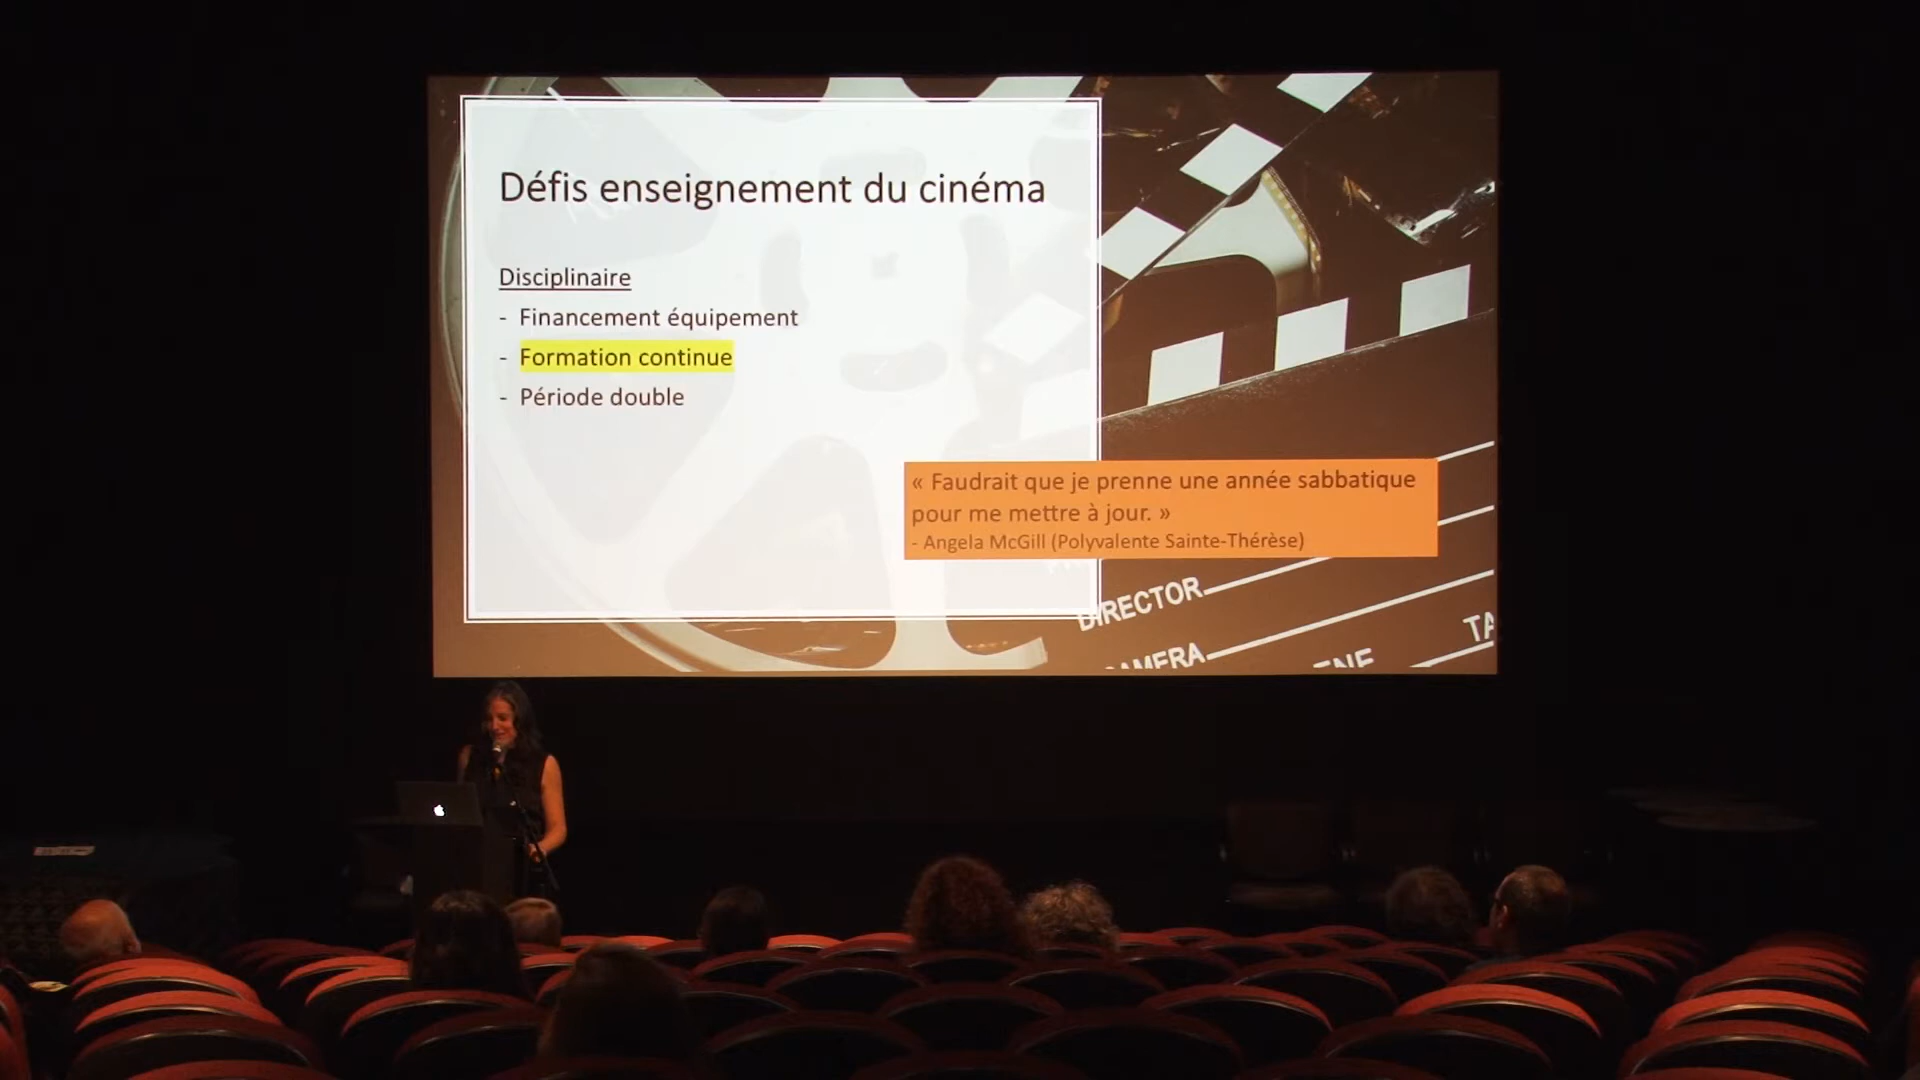 Défis enseignement du cinéma
Disciplinaire
- Financement équipement
- Formation continue
- Période double
« Faudrait que je prenne une année sabbatique
pour me mettre à jour. »
- Angela McGill (Polyvalente Sainte-Thérèse)
DIRECTOR